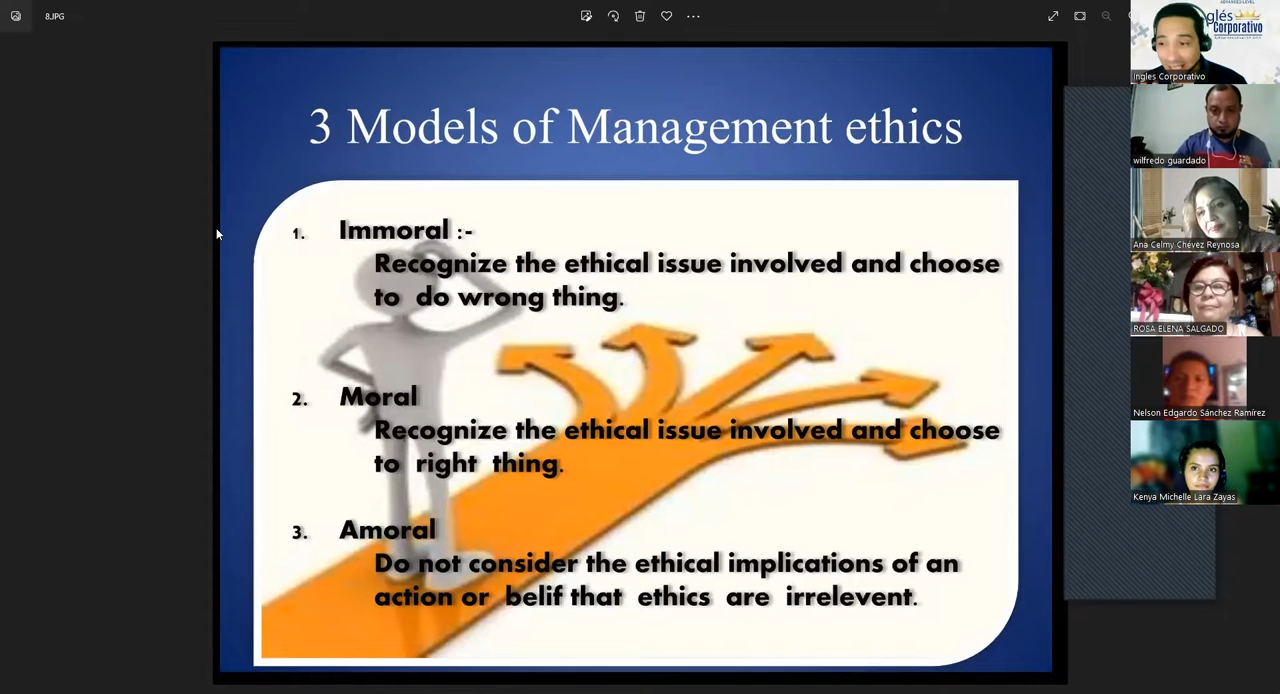 8.JPG
3 Models of Management ethics
1. Immoral :-
Recognize the ethical issue involved and choose
to do wrong thing.
2. Moral
Recognize the ethical issue involved and choose
to right thing.
3. Amoral
Do not consider the ethical implications of an
action or belif that ethics are irrelevent.
glés
Corporativo
Ingles Corporativo
wilfredo guardado
Ana Celmy Chévez Reynosa
ROSA ELENA SALGADO
Nelson Edgardo Sánchez Ramírez
Kenya Michelle Lara Zayas